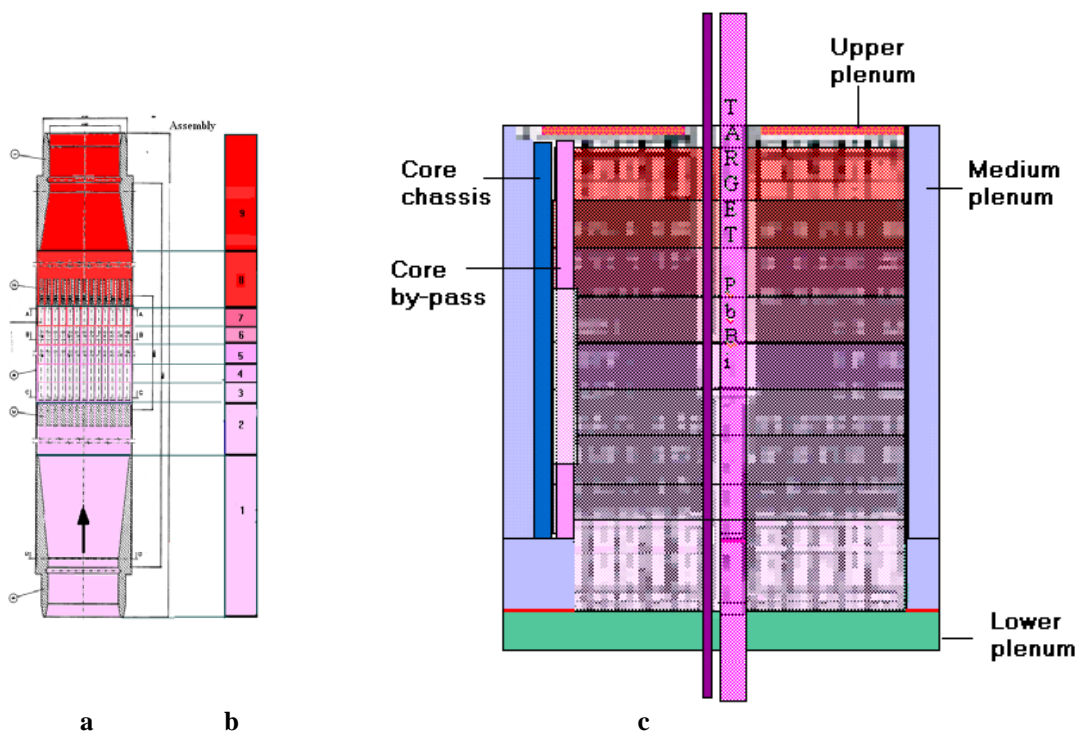 Assembly
9
8
7
6
5
4
3
2
1
A
A
B
B
C
C
Upper
plenum
Core
chassis
Medium
plenum
Core
by-pass
TARGET PbBi
Lower
plenum
a
b
c